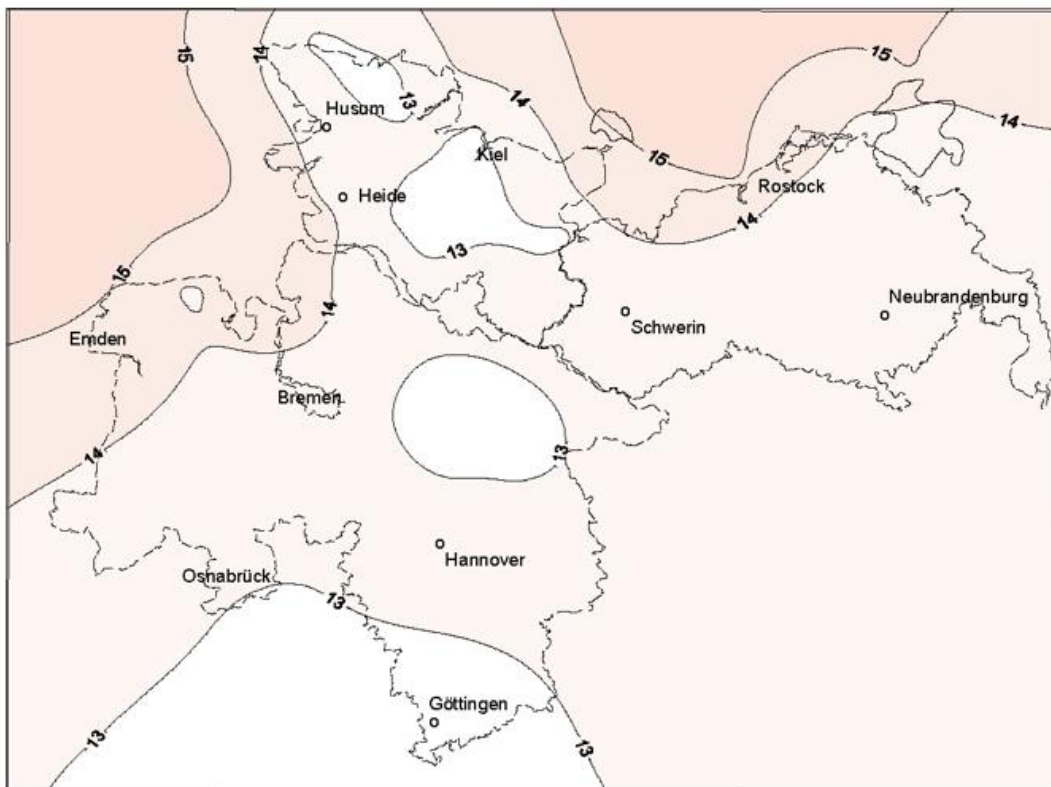 15
14
13
Husum
14
Kiel
15
15
14
Rostock
Heide
14
13
15
14
Emden
Schwerin
Neubrandenburg
Bremen
14
13
Hannover
Osnabrück
13
Göttingen
13
13